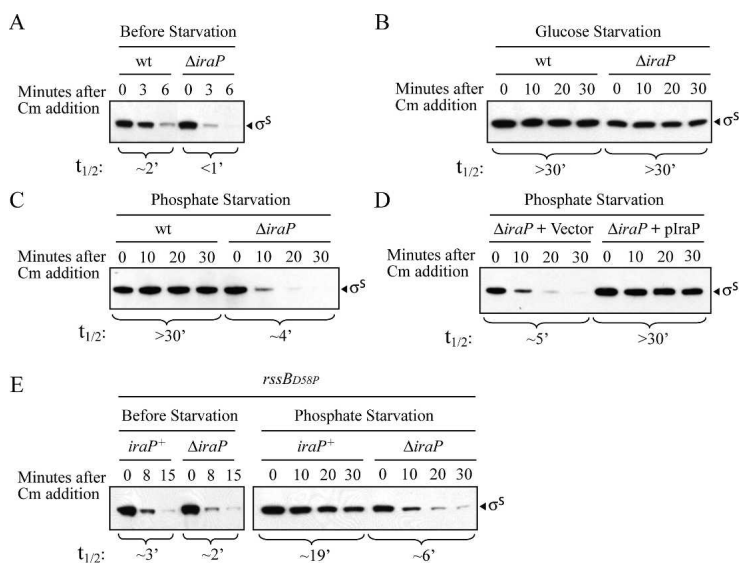 A
Before Starvation
wt ΔiraP
Minutes after
Cm addition
0 3 6 0 3 6
σS
t1/2: ~2’ <1’
B
Glucose Starvation
wt ΔiraP
Minutes after
Cm addition
0 10 20 30 0 10 20 30
σS
t1/2: >30’ >30’
C
Phosphate Starvation
wt ΔiraP
Minutes after
Cm addition
0 10 20 30 0 10 20 30
σS
t1/2: >30’ ~4’
D
Phosphate Starvation
ΔiraP + Vector ΔiraP + pIraP
Minutes after
Cm addition
0 10 20 30 0 10 20 30
σS
t1/2: ~5’ >30’
E
rssBD58P
Before Starvation Phosphate Starvation
iraP+ ΔiraP iraP+ ΔiraP
Minutes after
Cm addition
0 8 15 0 8 15 0 10 20 30 0 10 20 30
σS
t1/2: ~3’ ~2’ ~19’ ~6’